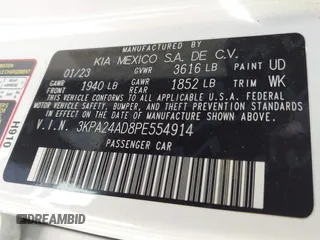 MANUFACTURED BY
KIA MEXICO S.A. DE C.V.
01/23 GVWR 3616 LB PAINT UD
GAWR FRONT 1940 LB GAWR REAR 1852 LB TRIM WK
THIS VEHICLE CONFORMS TO ALL APPLICABLE U.S. FEDERAL MOTOR
VEHICLE SAFETY, BUMPER, AND THEFT PREVENTION
STANDARDS IN EFFECT ON THE DATE OF MANUFACTURE SHOWN ABOVE.
V.I.N. 3KPA24AD8PE554914
PASSENGER CAR
H910
DREAMBID